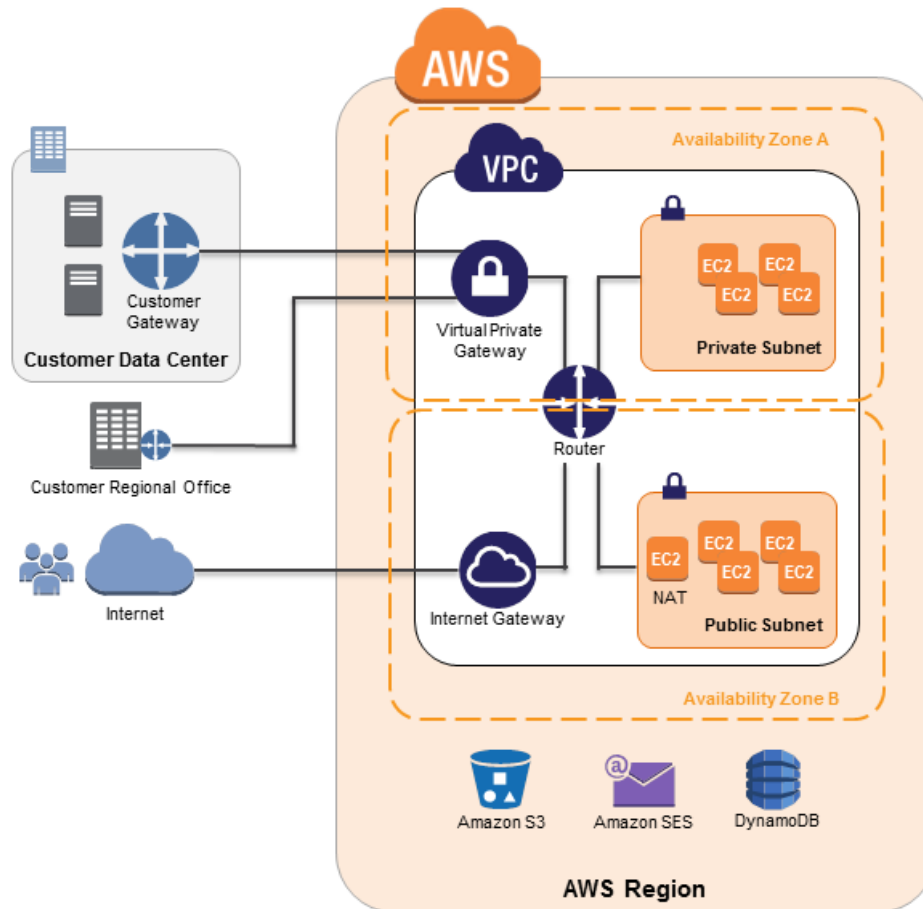 AWS
Availability Zone A
VPC
EC2
EC2
EC2
EC2
Private Subnet
Customer
Gateway
Customer Data Center
Virtual Private
Gateway
Router
Customer Regional Office
Internet
Internet Gateway
EC2
EC2
EC2
EC2
EC2
NAT
Public Subnet
Availability Zone B
@
Amazon S3
Amazon SES
DynamoDB
AWS Region